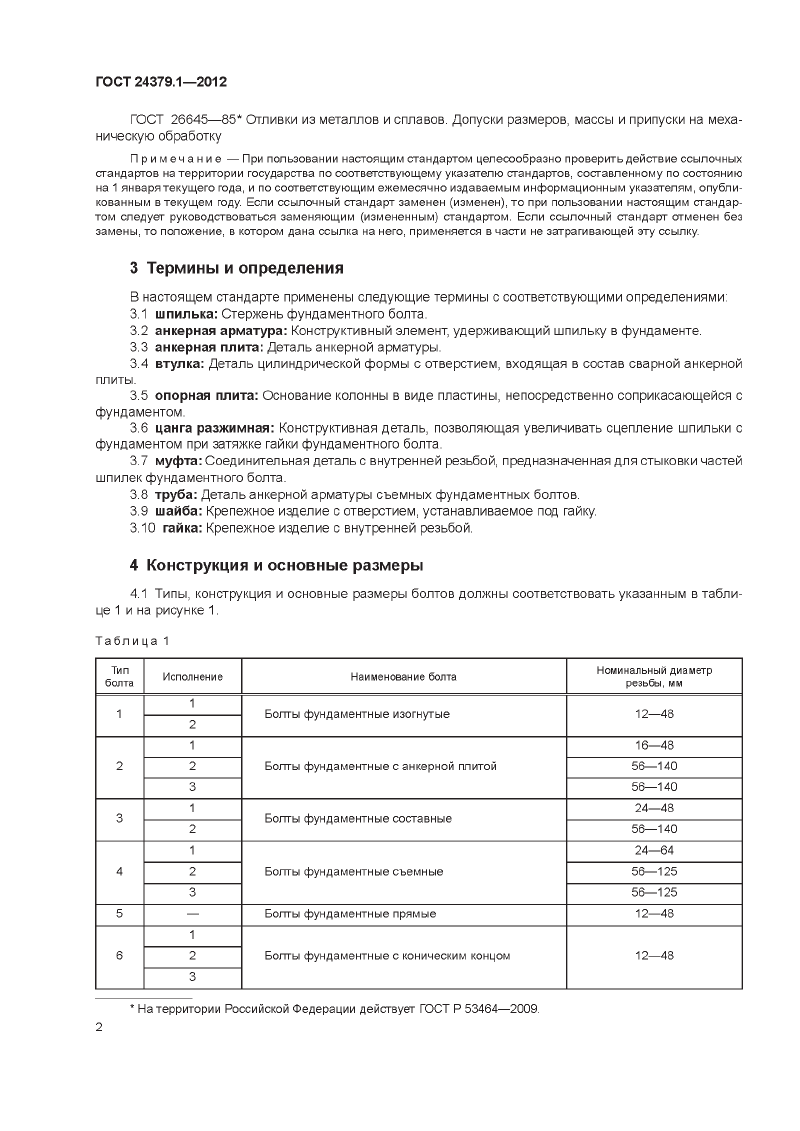 ГОСТ 24379.1—2012
ГОСТ 26645—85* Отливки из металлов и сплавов. Допуски размеров, массы и припуски на меха-
ническую обработку
Примечание — При пользовании настоящим стандартом целесообразно проверить действие ссылочных
стандартов на территории государства по соответствующему указателю стандартов, составленному по состоянию
на 1 января текущего года, и по соответствующим ежемесячно издаваемым информационным указателям, опубли-
кованным в текущем году. Если ссылочный стандарт заменен (изменен), то при пользовании настоящим стандар-
том следует руководствоваться заменяющим (измененным) стандартом. Если ссылочный стандарт отменен без
замены, то положение, в котором дана ссылка на него, применяется в части не затрагивающей эту ссылку.
3 Термины и определения
В настоящем стандарте применены следующие термины с соответствующими определениями:
3.1 шпилька: Стержень фундаментного болта.
3.2 анкерная арматура: Конструктивный элемент, удерживающий шпильку в фундаменте.
3.3 анкерная плита: Деталь анкерной арматуры.
3.4 втулка: Деталь цилиндрической формы с отверстием, входящая в состав сварной анкерной
плиты.
3.5 опорная плита: Основание колонны в виде пластины, непосредственно соприкасающейся с
фундаментом.
3.6 цанга разжимная: Конструктивная деталь, позволяющая увеличивать сцепление шпильки с
фундаментом при затяжке гайки фундаментного болта.
3.7 муфта: Соединительная деталь с внутренней резьбой, предназначенная для стыковки частей
шпилек фундаментного болта.
3.8 труба: Деталь анкерной арматуры съемных фундаментных болтов.
3.9 шайба: Крепежное изделие с отверстием, устанавливаемое под гайку.
3.10 гайка: Крепежное изделие с внутренней резьбой.
4 Конструкция и основные размеры
4.1 Типы, конструкция и основные размеры болтов должны соответствовать указанным в табли-
це 1 и на рисунке 1.
Таблица 1
Тип болта Исполнение Наименование болта Номинальный диаметр резьбы, мм
1 1 Болты фундаментные изогнутые 12—48
2
2 1 Болты фундаментные с анкерной плитой 16—48
2 56—140
3 56—140
3 1 Болты фундаментные составные 24—48
2 56—140
4 1 Болты фундаментные съемные 24—64
2 56—125
3 56—125
5 — Болты фундаментные прямые 12—48
6 1 Болты фундаментные с коническим концом 12—48
2
3
* На территории Российской Федерации действует ГОСТ Р 53464—2009.
2